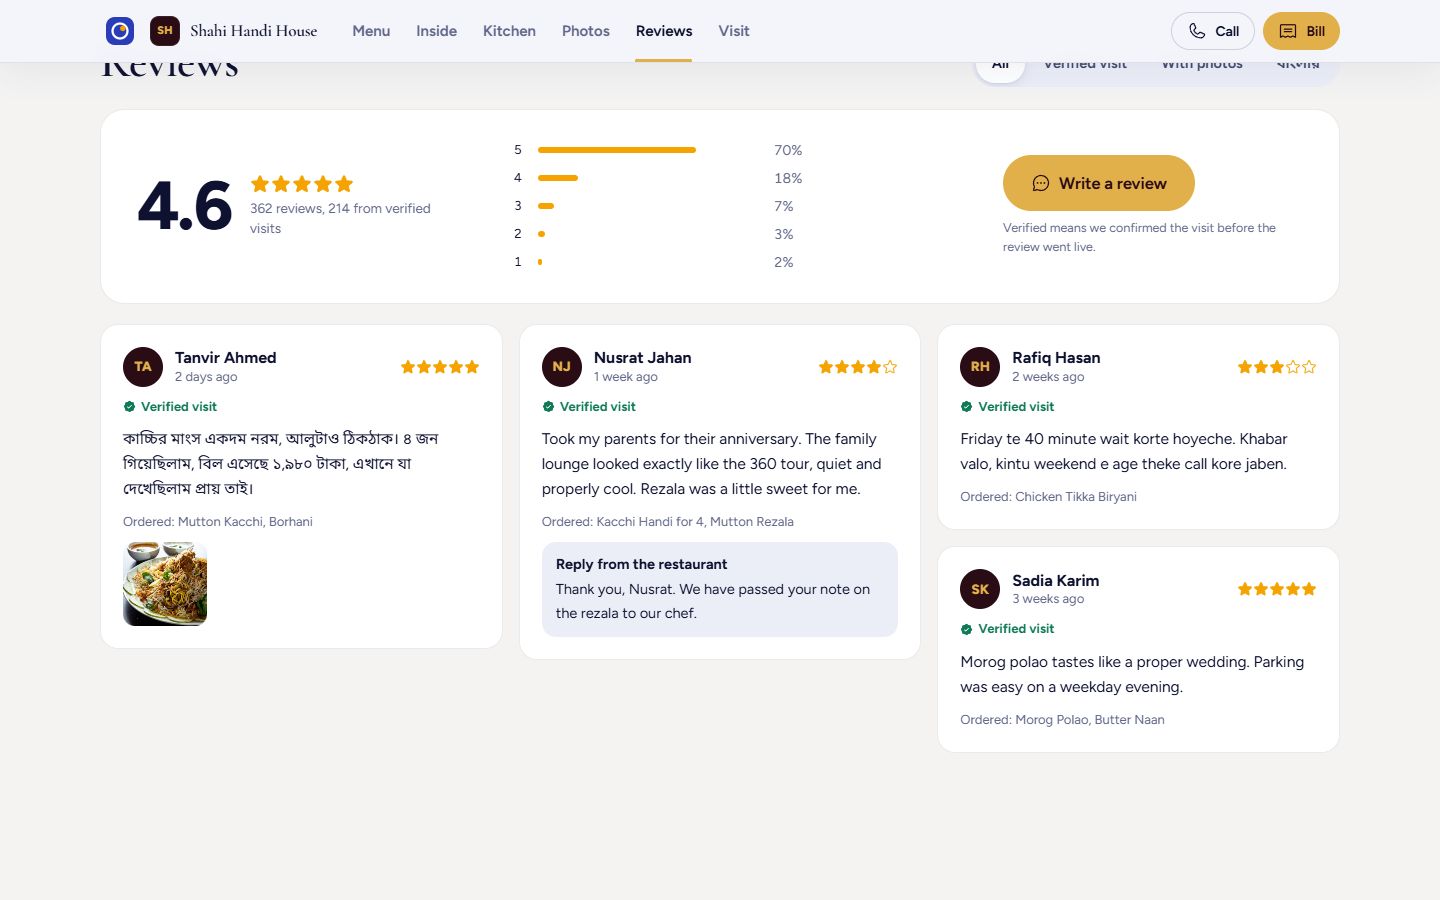 SH Shahi Handi House Menu Inside Kitchen Photos Reviews Visit Call Bill
Reviews All Verified visit With photos বাংলায়
4.6
362 reviews, 214 from verified
visits
5 70%
4 18%
3 7%
2 3%
1 2%
Write a review
Verified means we confirmed the visit before the
review went live.
TA Tanvir Ahmed
2 days ago
Verified visit
কাচ্চির মাংস একদম নরম, আলুটাও ঠিকঠাক। ৪ জন
গিয়েছিলাম, বিল এসেছে ১,৯৮০ টাকা, এখানে যা
দেখেছিলাম প্রায় তাই।
Ordered: Mutton Kacchi, Borhani
NJ Nusrat Jahan
1 week ago
Verified visit
Took my parents for their anniversary. The family
lounge looked exactly like the 360 tour, quiet and
properly cool. Rezala was a little sweet for me.
Ordered: Kacchi Handi for 4, Mutton Rezala
Reply from the restaurant
Thank you, Nusrat. We have passed your note on
the rezala to our chef.
RH Rafiq Hasan
2 weeks ago
Verified visit
Friday te 40 minute wait korte hoyeche. Khabar
valo, kintu weekend e age theke call kore jaben.
Ordered: Chicken Tikka Biryani
SK Sadia Karim
3 weeks ago
Verified visit
Morog polao tastes like a proper wedding. Parking
was easy on a weekday evening.
Ordered: Morog Polao, Butter Naan